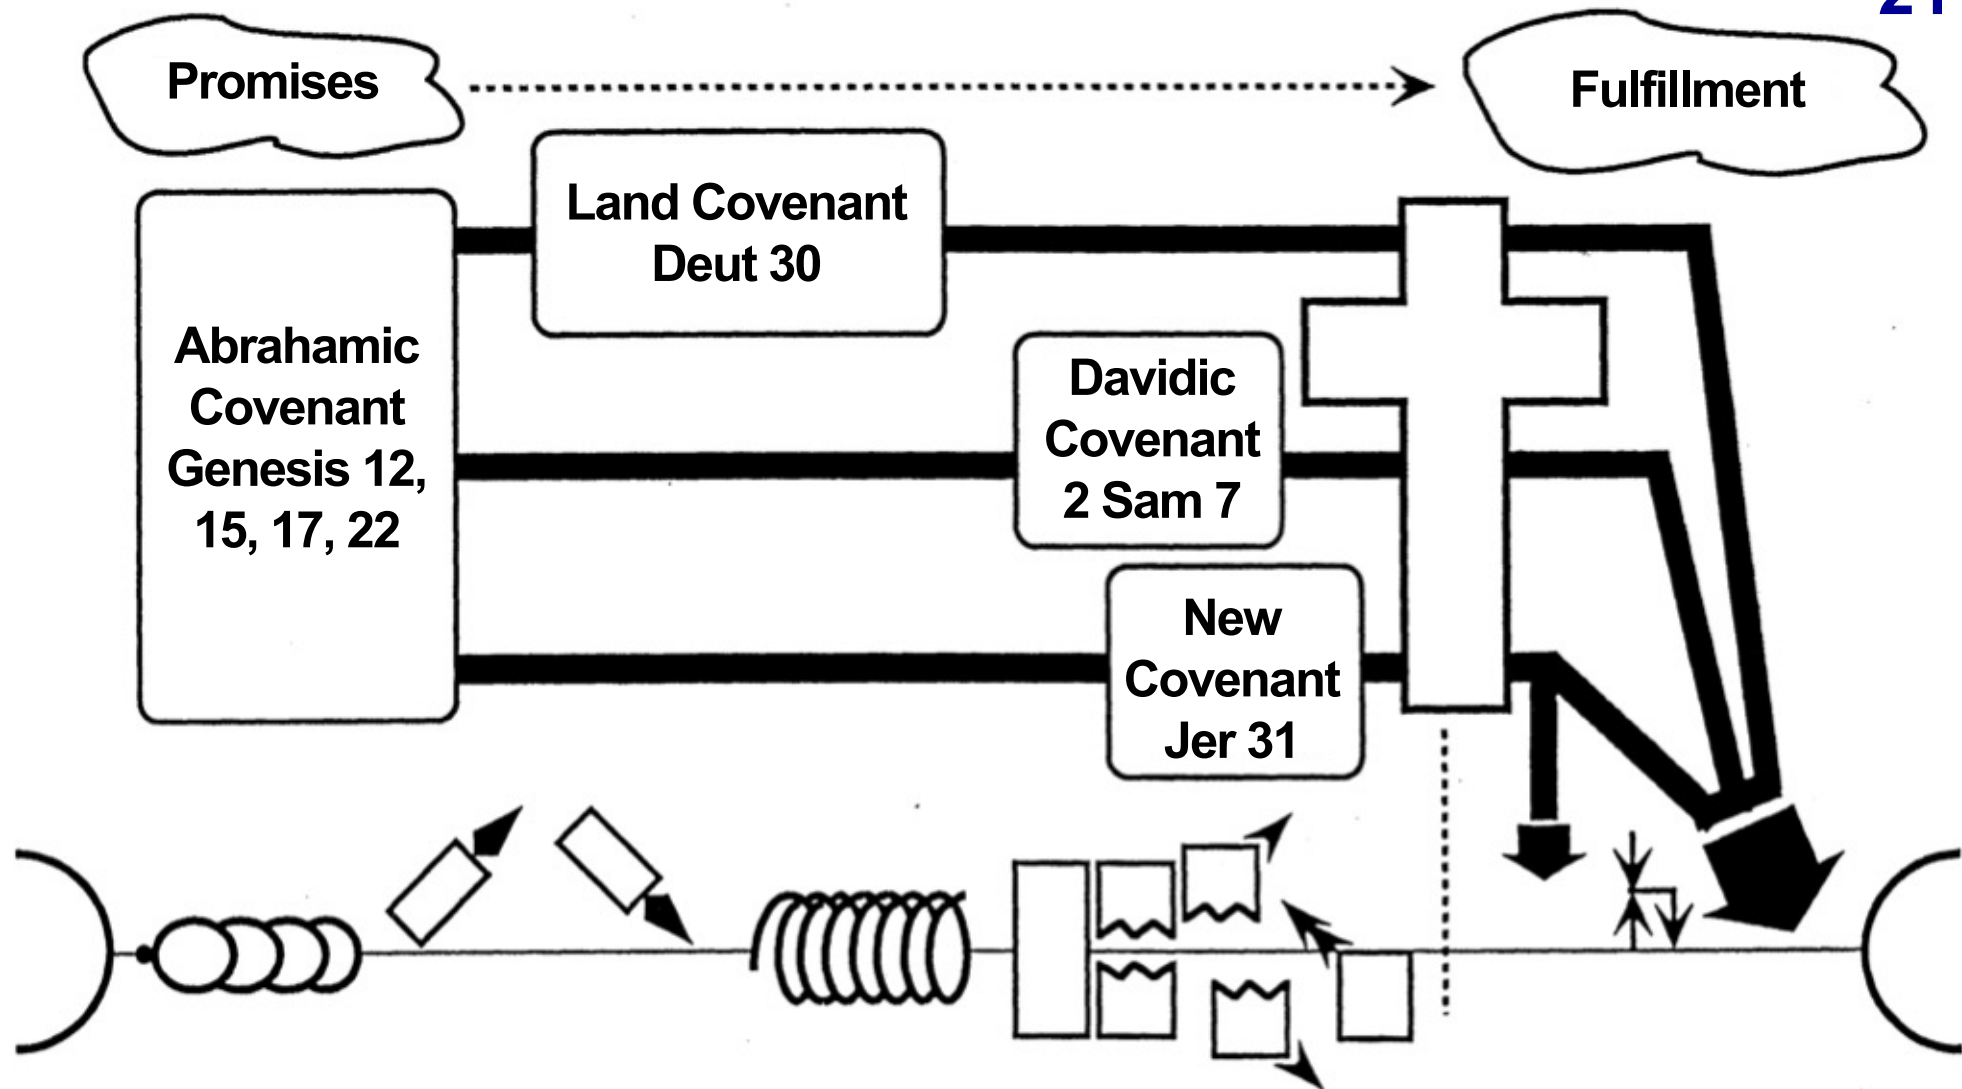 Promises
Fulfillment
Land Covenant
Deut 30
Abrahamic
Covenant
Genesis 12,
15, 17, 22
Davidic
Covenant
2 Sam 7
New
Covenant
Jer 31